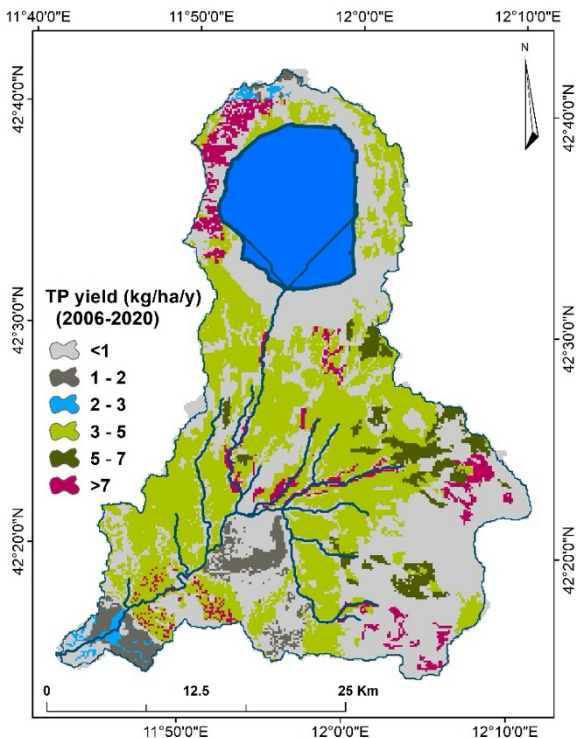 11°40'0"E 11°50'0"E 12°0'0"E 12°10'0"E
N
42°40'0"N 42°40'0"N
TP yield (kg/ha/y)
(2006-2020)
<1
1 - 2
2 - 3
3 - 5
5 - 7
>7
42°30'0"N 42°30'0"N
42°20'0"N 42°20'0"N
0 12.5 25 Km
11°50'0"E 12°0'0"E 12°10'0"E